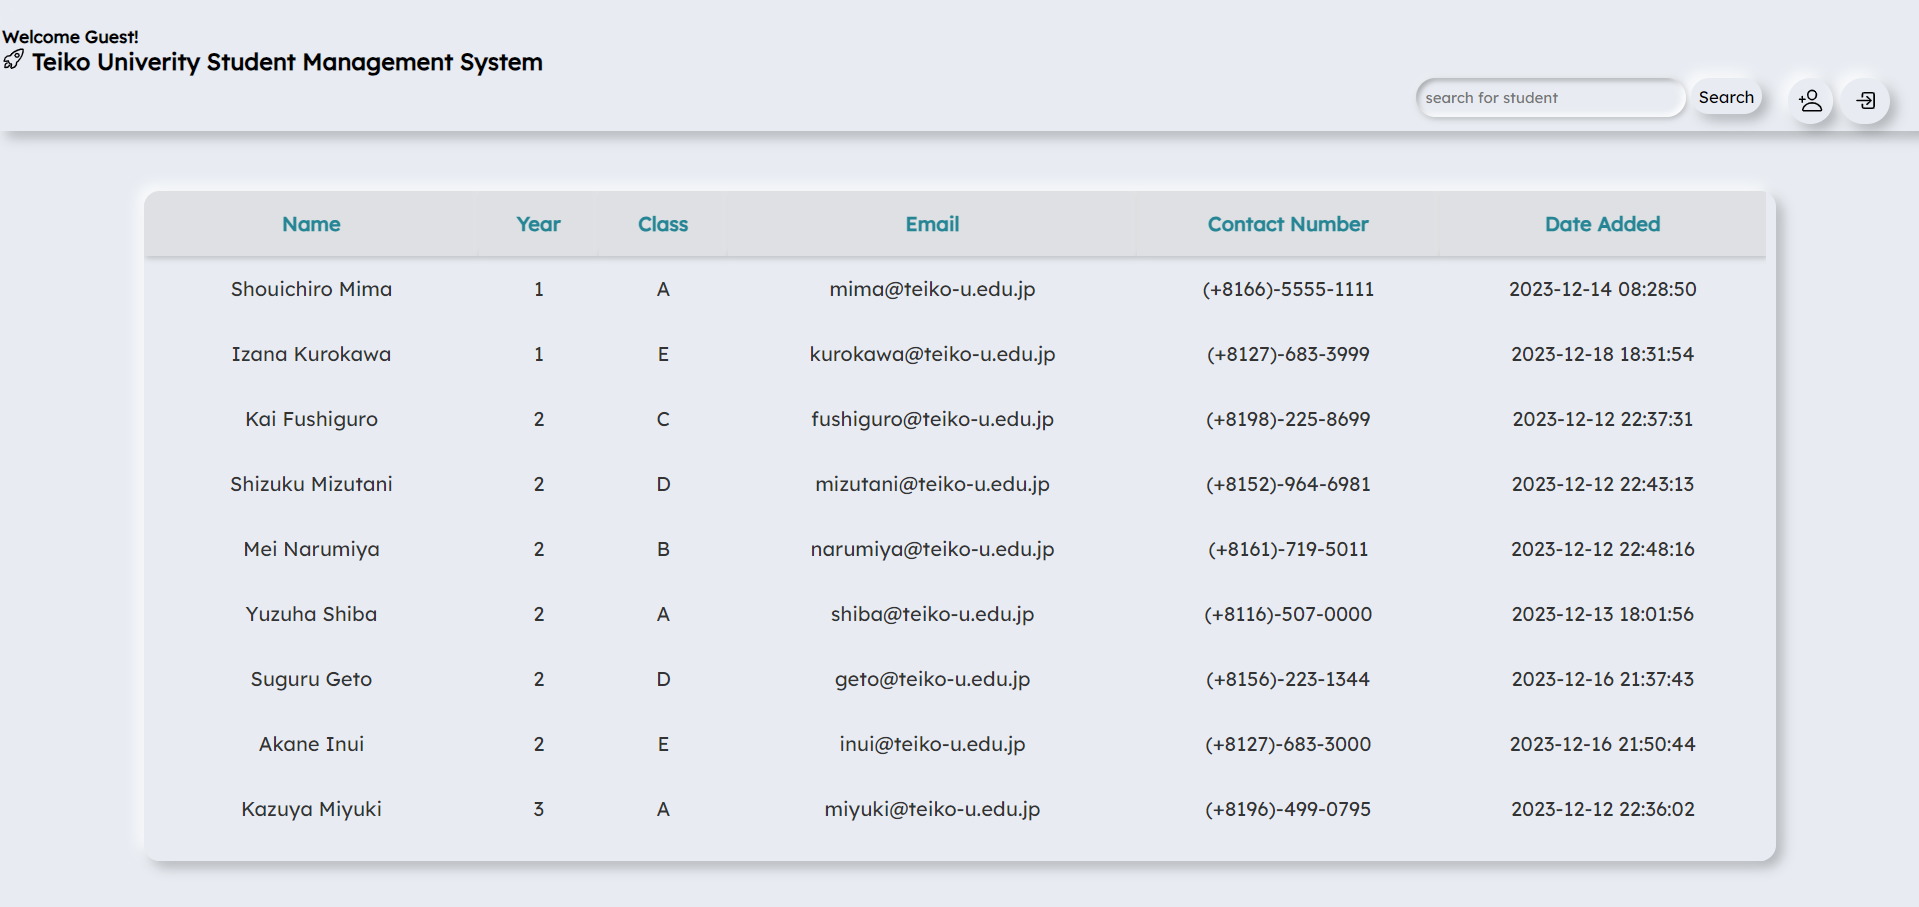 Welcome Guest!
Teiko Univerity Student Management System
search for student Search
Name Year Class Email Contact Number Date Added
Shouichiro Mima 1 A mima@teiko-u.edu.jp (+8166)-5555-1111 2023-12-14 08:28:50
Izana Kurokawa 1 E kurokawa@teiko-u.edu.jp (+8127)-683-3999 2023-12-18 18:31:54
Kai Fushiguro 2 C fushiguro@teiko-u.edu.jp (+8198)-225-8699 2023-12-12 22:37:31
Shizuku Mizutani 2 D mizutani@teiko-u.edu.jp (+8152)-964-6981 2023-12-12 22:43:13
Mei Narumiya 2 B narumiya@teiko-u.edu.jp (+8161)-719-5011 2023-12-12 22:48:16
Yuzuha Shiba 2 A shiba@teiko-u.edu.jp (+8116)-507-0000 2023-12-13 18:01:56
Suguru Geto 2 D geto@teiko-u.edu.jp (+8156)-223-1344 2023-12-16 21:37:43
Akane Inui 2 E inui@teiko-u.edu.jp (+8127)-683-3000 2023-12-16 21:50:44
Kazuya Miyuki 3 A miyuki@teiko-u.edu.jp (+8196)-499-0795 2023-12-12 22:36:02